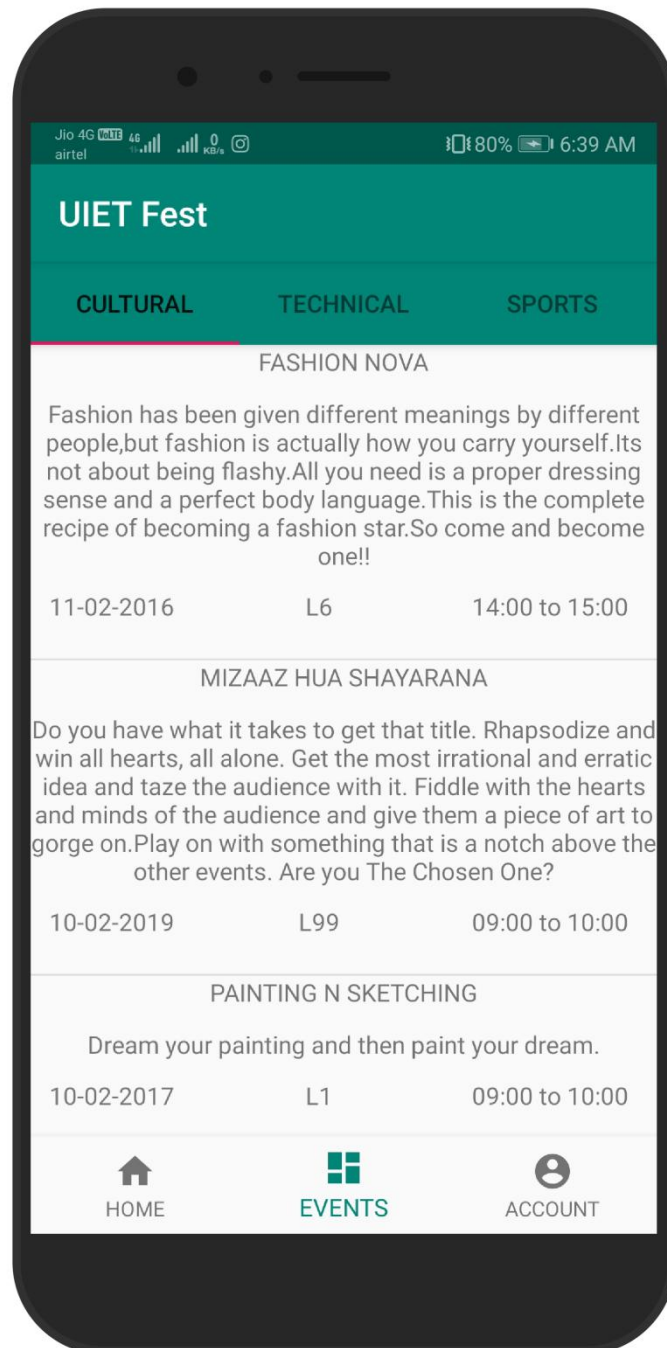 Jio 4G VoLTE 4G 0 KB/s 80% 6:39 AM
airtel
UIET Fest
CULTURAL TECHNICAL SPORTS
FASHION NOVA
Fashion has been given different meanings by different
people,but fashion is actually how you carry yourself.Its
not about being flashy.All you need is a proper dressing
sense and a perfect body language.This is the complete
recipe of becoming a fashion star.So come and become
one!!
11-02-2016 L6 14:00 to 15:00
MIZAAZ HUA SHAYARANA
Do you have what it takes to get that title. Rhapsodize and
win all hearts, all alone. Get the most irrational and erratic
idea and taze the audience with it. Fiddle with the hearts
and minds of the audience and give them a piece of art to
gorge on.Play on with something that is a notch above the
other events. Are you The Chosen One?
10-02-2019 L99 09:00 to 10:00
PAINTING N SKETCHING
Dream your painting and then paint your dream.
10-02-2017 L1 09:00 to 10:00
HOME EVENTS ACCOUNT